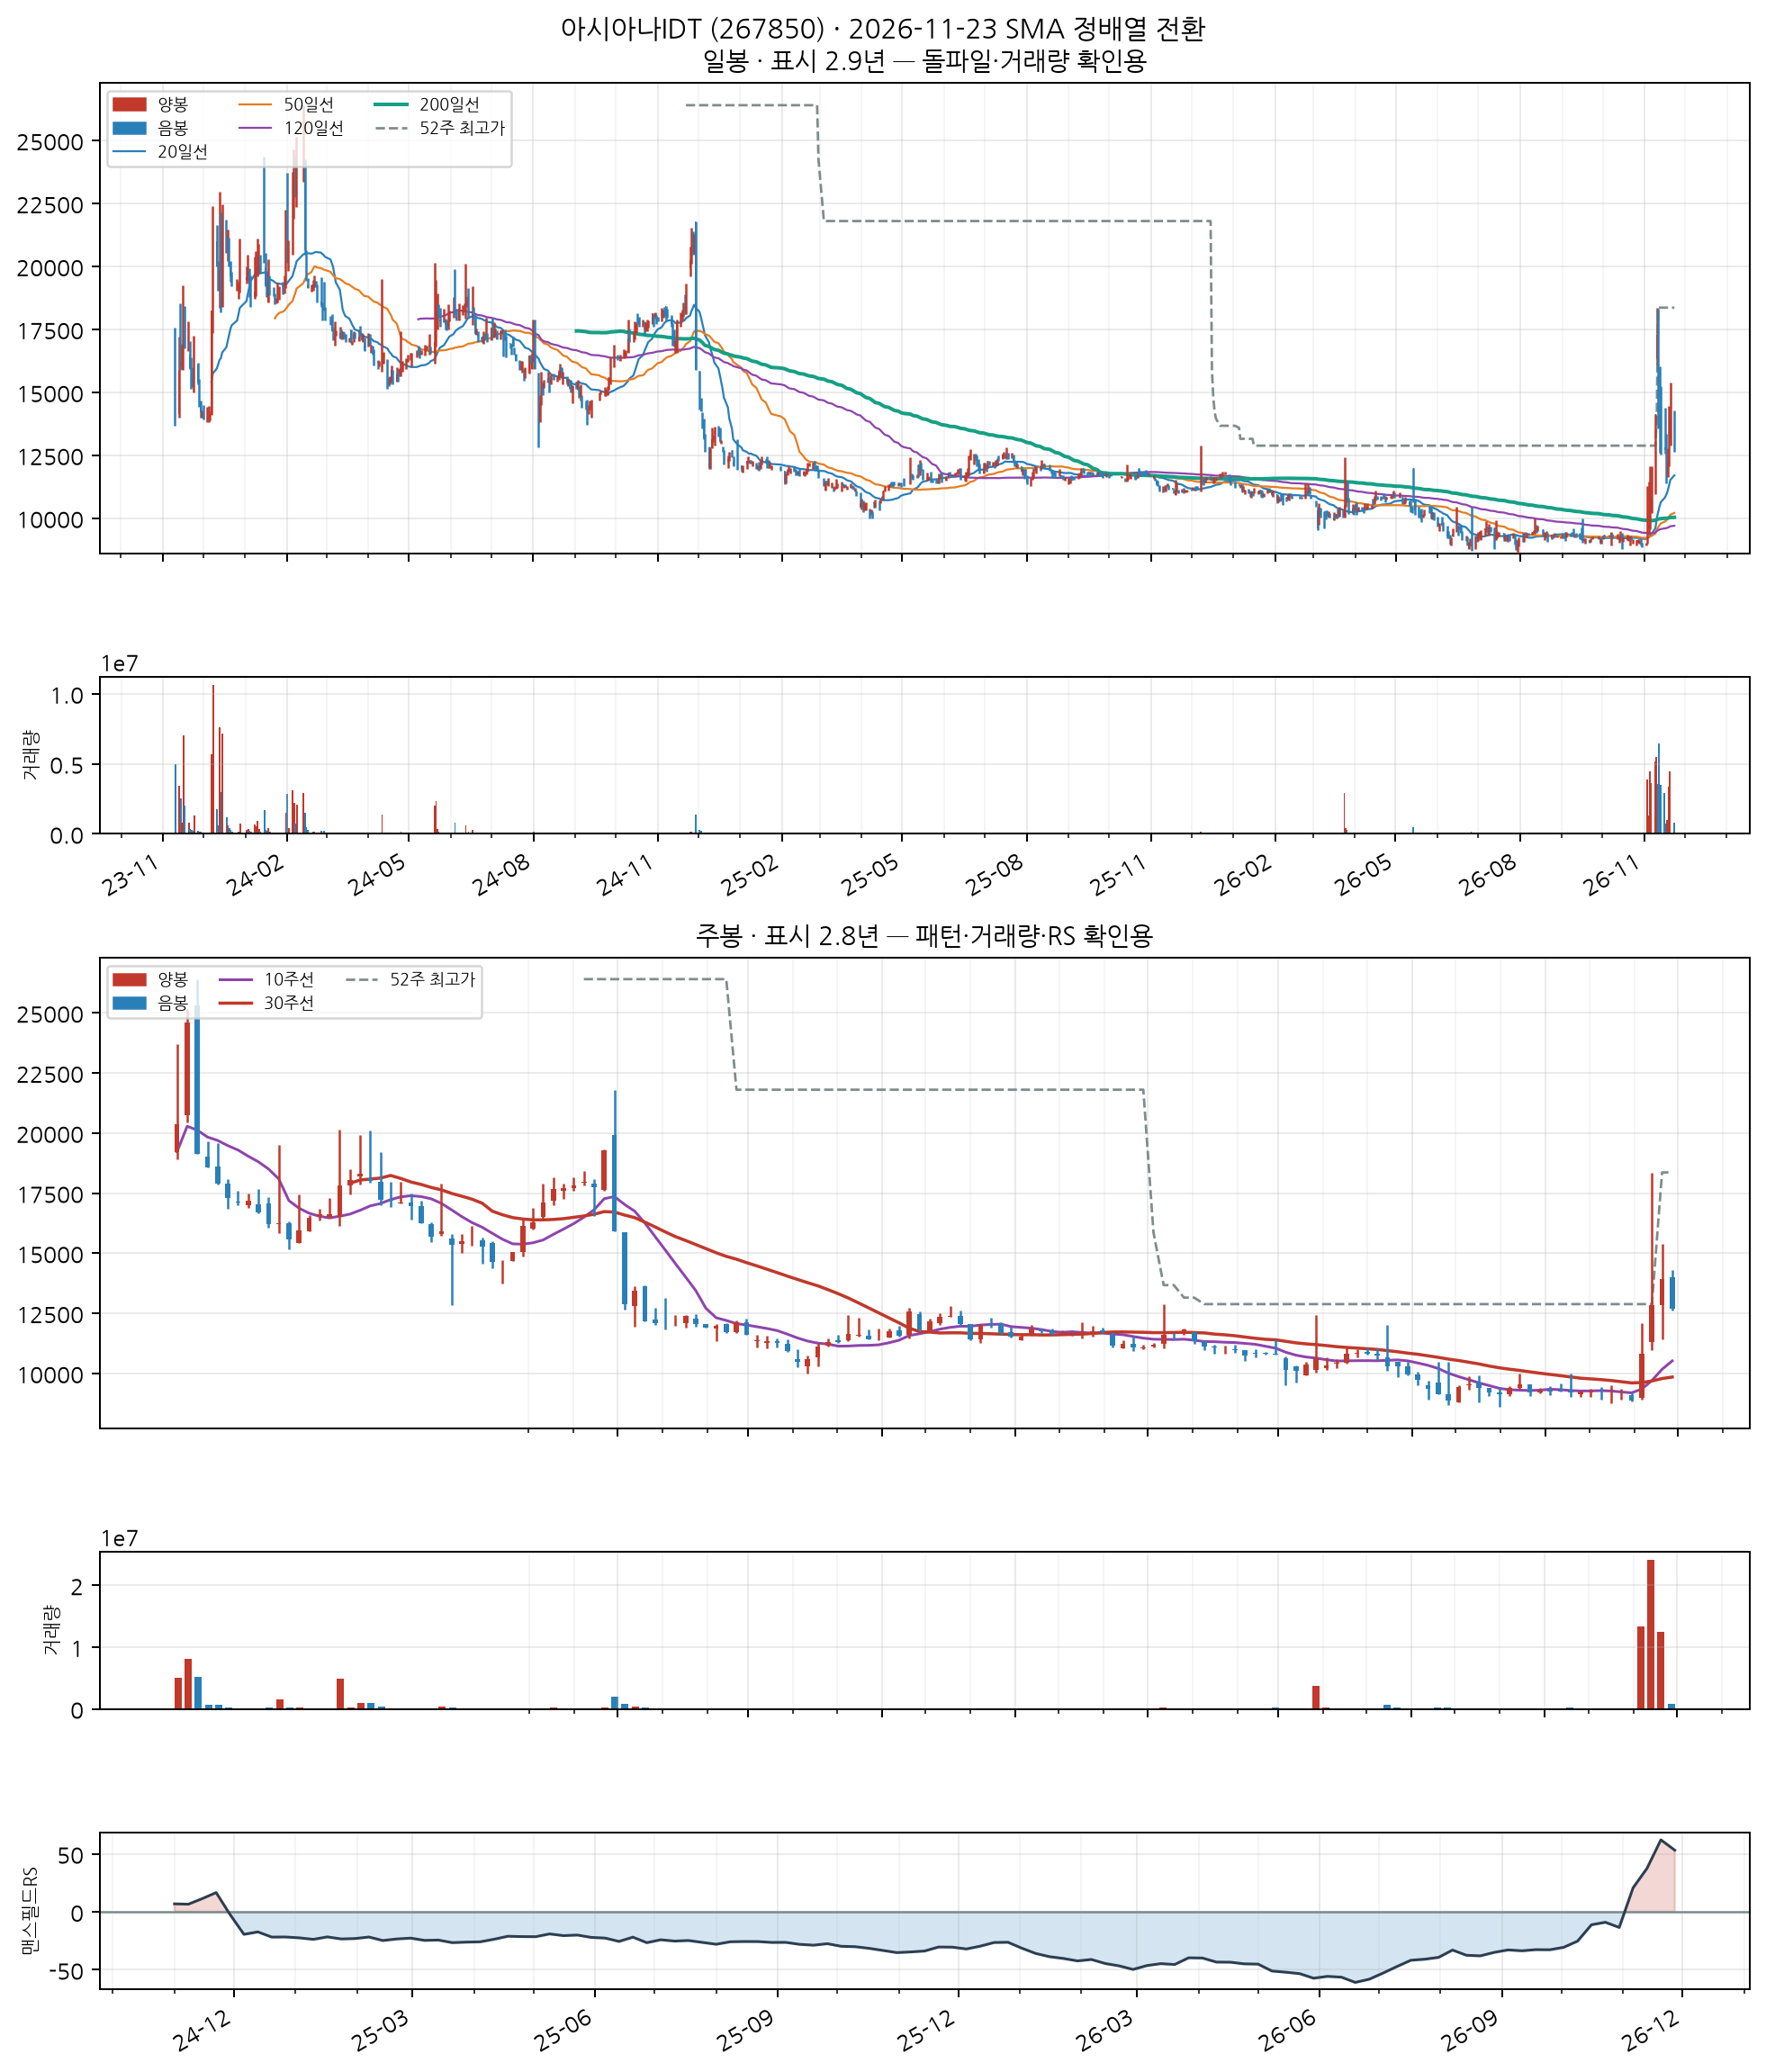 아시아나IDT (267850) · 2026-11-23 SMA 정배열 전환
일봉 · 표시 2.9년 — 돌파일·거래량 확인용
양봉
음봉
20일선
50일선
120일선
200일선
52주 최고가
25000
22500
20000
17500
15000
12500
10000
1e7
거래량
1.0
0.5
0.0
23-11
24-02
24-05
24-08
24-11
25-02
25-05
25-08
25-11
26-02
26-05
26-08
26-11
주봉 · 표시 2.8년 — 패턴·거래량·RS 확인용
양봉
음봉
10주선
30주선
52주 최고가
25000
22500
20000
17500
15000
12500
10000
1e7
거래량
2
1
0
맨스필드RS
50
0
-50
24-12
25-03
25-06
25-09
25-12
26-03
26-06
26-09
26-12